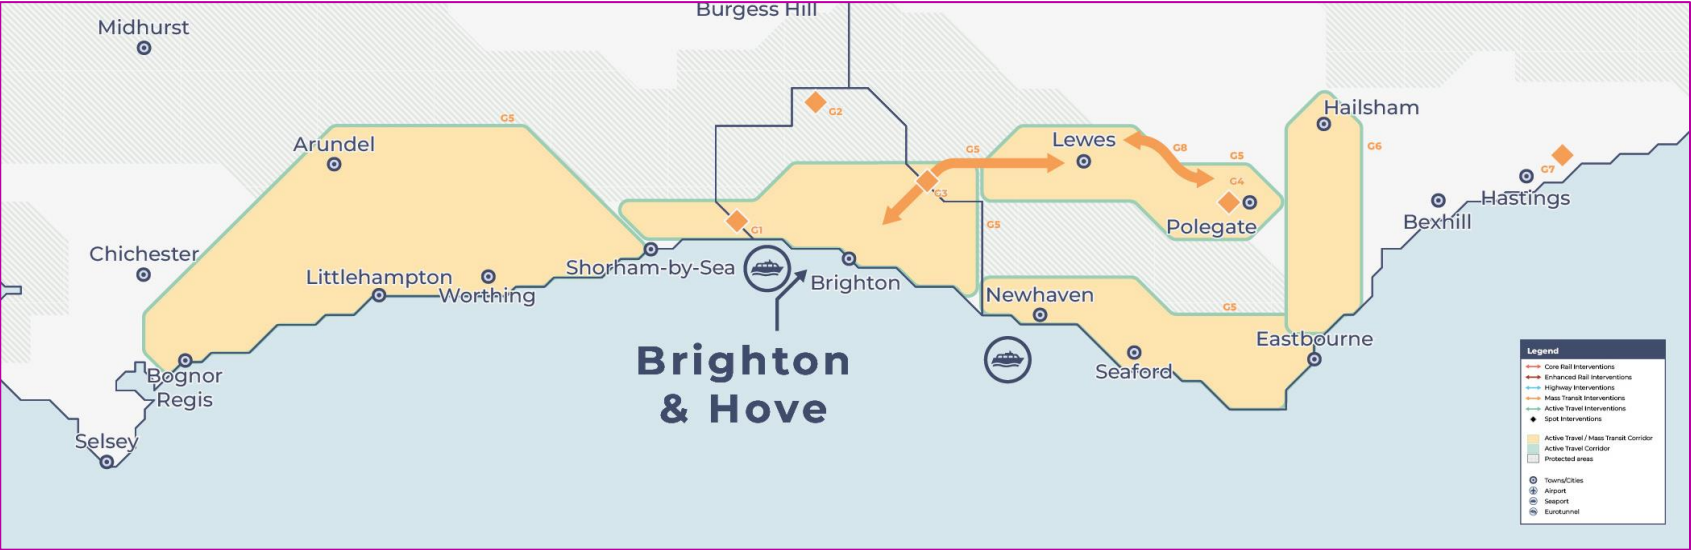 Burgess Hill
Midhurst
G2
Hailsham
G5
Arundel
Lewes
G5
G8
G5
G6
G7
G4
G3
Hastings
Bexhill
Polegate
G5
G1
Chichester
Shorham-by-Sea
Littlehampton
Worthing
Brighton
Newhaven
G5
Eastbourne
Brighton
& Hove
Seaford
Bognor
Regis
Selsey
Legend
Core Rail Interventions
Enhanced Rail Interventions
Highway Interventions
Mass Transit Interventions
Active Travel Interventions
Spot Interventions
Active Travel / Mass Transit Corridor
Active Travel Corridor
Protected areas
Towns/Cities
Airport
Seaport
Eurotunnel